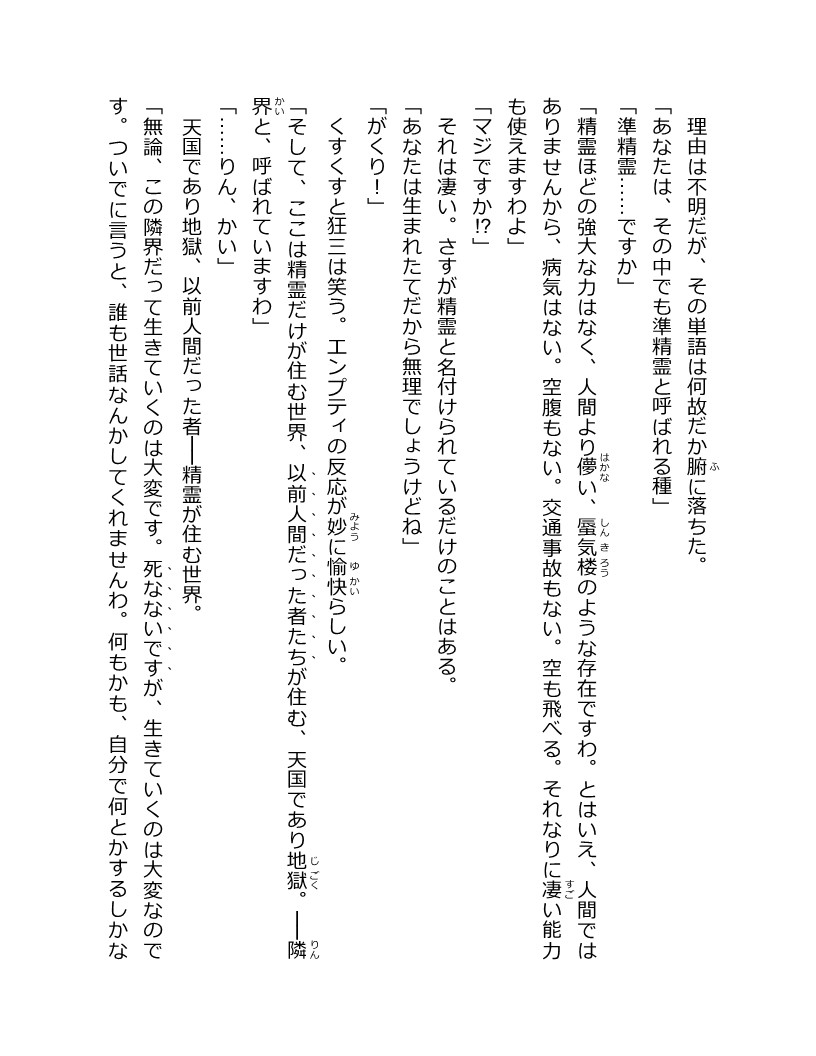 理由は不明だが、その単語は何故だか腑に落ちた。
「あなたは、その中でも準精霊と呼ばれる種」
「準精霊……ですか」
「精霊ほどの強大な力はなく、人間より儚い、蜃気楼のような存在ですわ。とはいえ、人間では
ありませんから、病気はない。空腹もない。交通事故もない。空も飛べる。それなりに凄い能力
も使えますわよ」
「マジですか!?」
それは凄い。さすが精霊と名付けられているだけのことはある。
「あなたは生まれたてだから無理でしょうけどね」
「がくり！」
くすくすと狂三は笑う。エンプティの反応が妙に愉快らしい。
「そして、ここは精霊だけが住む世界、以前人間だった者たちが住む、天国であり地獄。――隣
界と、呼ばれていますわ」
「……りん、かい」
天国であり地獄、以前人間だった者――精霊が住む世界。
「無論、この隣界だって生きていくのは大変です。死なないですが、生きていくのは大変なので
す。ついでに言うと、誰も世話なんかしてくれませんわ。何もかも、自分で何とかするしかな